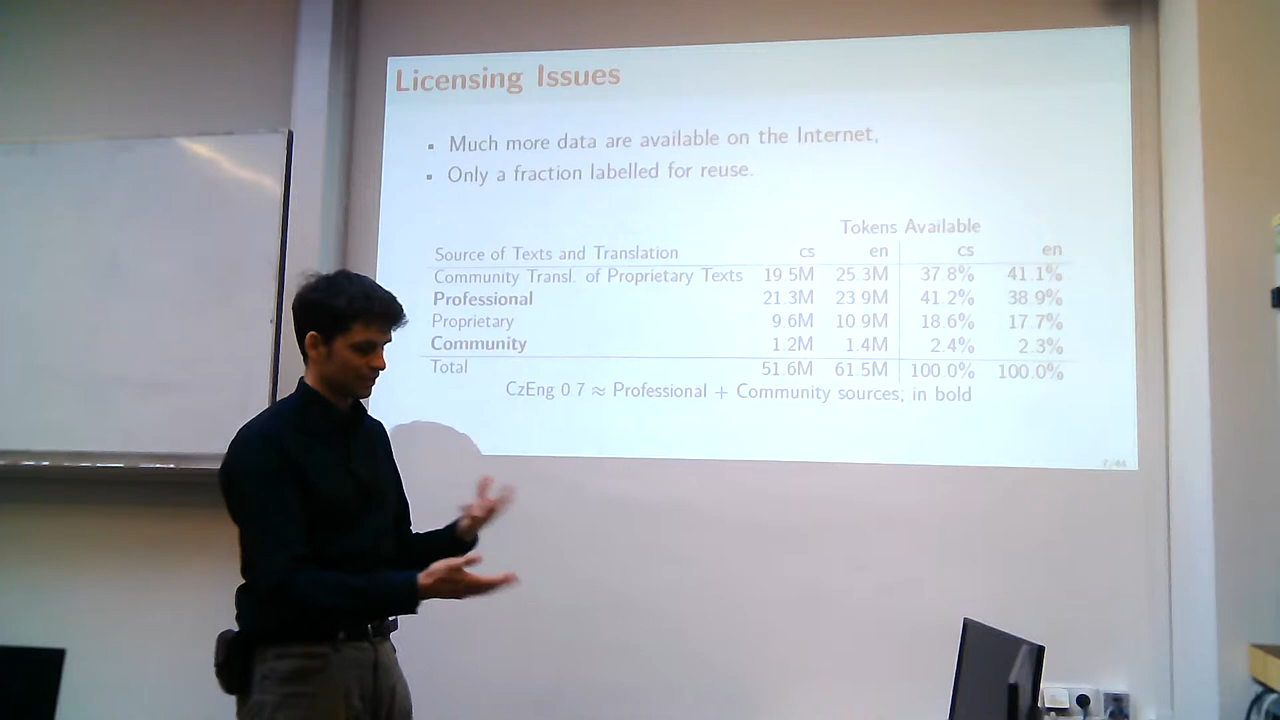 Licensing Issues
Much more data are available on the Internet,
Only a fraction labelled for reuse.
Tokens Available
Source of Texts and Translation cs en cs en
Community Transl. of Proprietary Texts 19.5M 25.3M 37.8% 41.1%
Professional 21.3M 23.9M 41.2% 38.9%
Proprietary 9.6M 10.9M 18.6% 17.7%
Community 1.2M 1.4M 2.4% 2.3%
Total 51.6M 61.5M 100.0% 100.0%
CzEng 0.7 ≈ Professional + Community sources, in bold